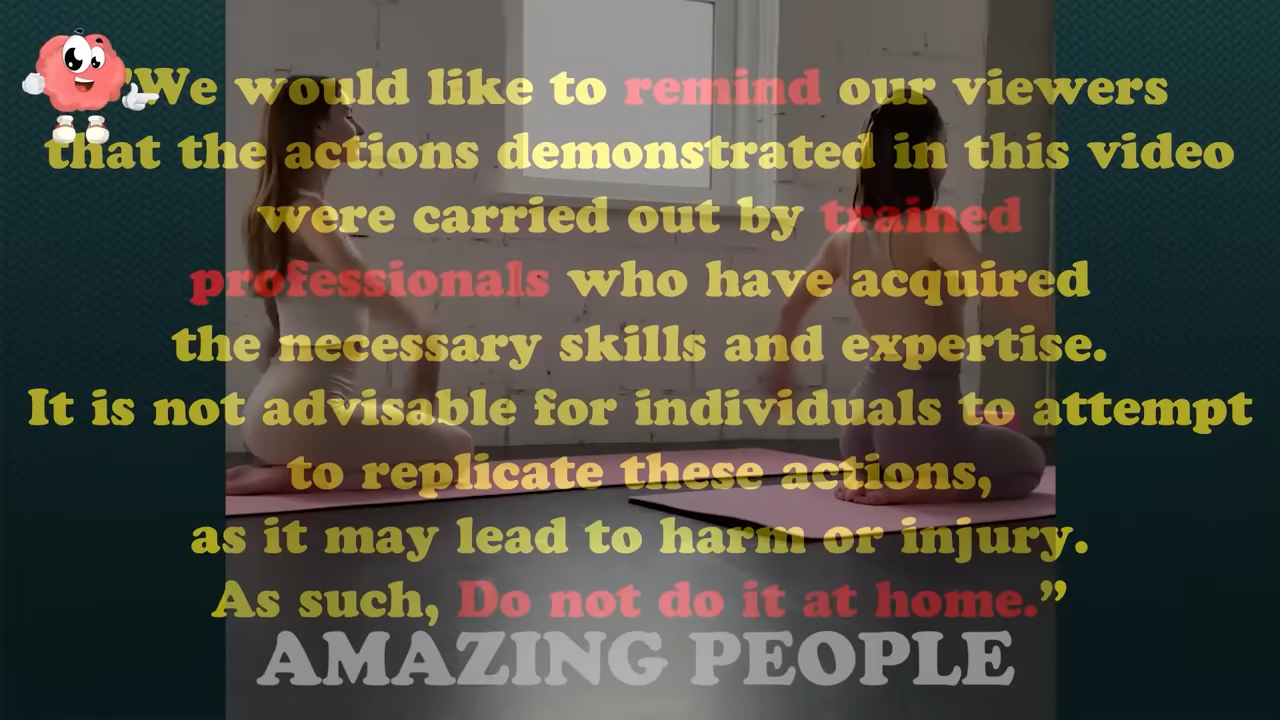 "We would like to remind our viewers
that the actions demonstrated in this video
were carried out by trained
professionals who have acquired
the necessary skills and expertise.
It is not advisable for individuals to attempt
to replicate these actions,
as it may lead to harm or injury.
As such, Do not do it at home.”
AMAZING PEOPLE